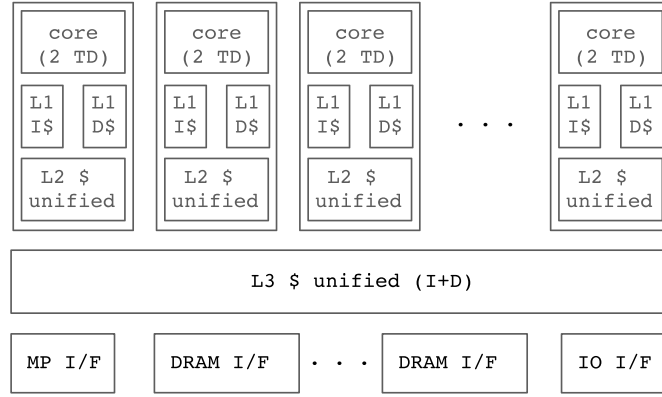 core core core core
(2 TD) (2 TD) (2 TD) (2 TD)
L1 L1 L1 L1 L1 L1 L1 L1
I$ D$ I$ D$ I$ D$ . . . I$ D$
L2 $ L2 $ L2 $ L2 $
unified unified unified unified
L3 $ unified (I+D)
MP I/F DRAM I/F . . . DRAM I/F IO I/F